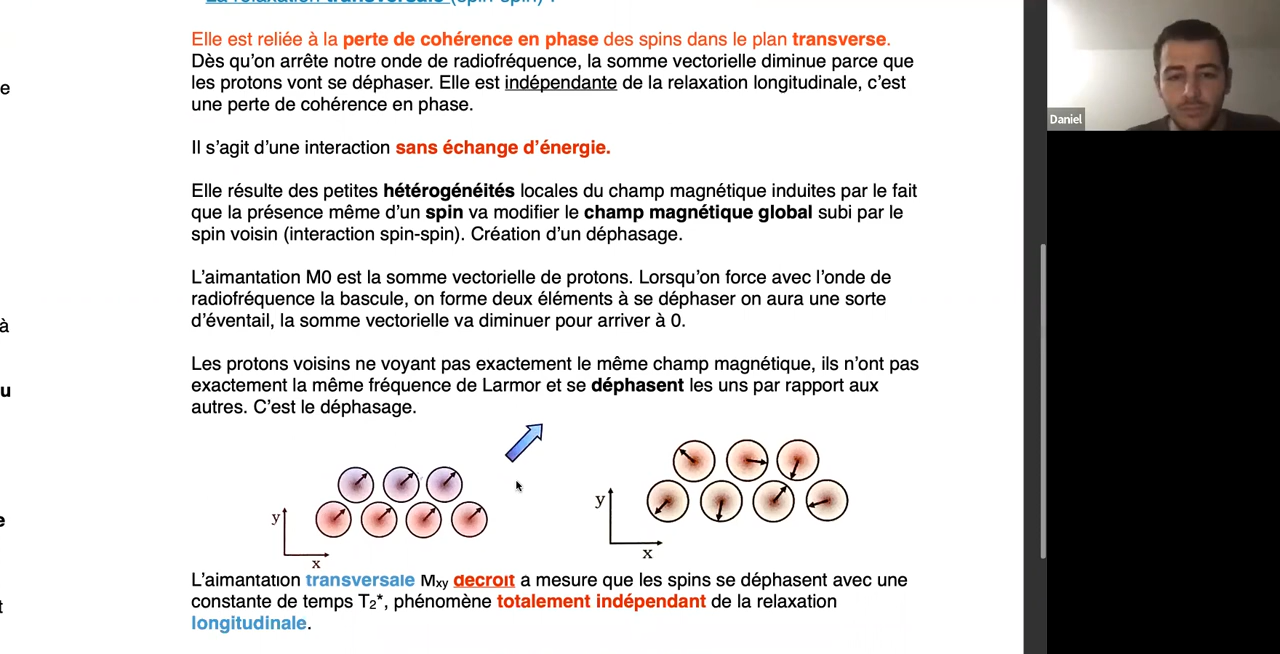 La relaxation transversale (spin-spin) :
Elle est reliée à la perte de cohérence en phase des spins dans le plan transverse.
Dès qu’on arrête notre onde de radiofréquence, la somme vectorielle diminue parce que
les protons vont se déphaser. Elle est indépendante de la relaxation longitudinale, c’est
une perte de cohérence en phase.
Il s’agit d’une interaction sans échange d’énergie.
Elle résulte des petites hétérogénéités locales du champ magnétique induites par le fait
que la présence même d’un spin va modifier le champ magnétique global subi par le
spin voisin (interaction spin-spin). Création d’un déphasage.
L’aimantation M0 est la somme vectorielle de protons. Lorsqu’on force avec l’onde de
radiofréquence la bascule, on forme deux éléments à se déphaser on aura une sorte
d’éventail, la somme vectorielle va diminuer pour arriver à 0.
Les protons voisins ne voyant pas exactement le même champ magnétique, ils n’ont pas
exactement la même fréquence de Larmor et se déphasent les uns par rapport aux
autres. C’est le déphasage.
y
x
y
x
L’aimantation transversale Mxy décroit a mesure que les spins se déphasent avec une
constante de temps T2*, phénomène totalement indépendant de la relaxation
longitudinale.
e
à
u
e
t
Daniel